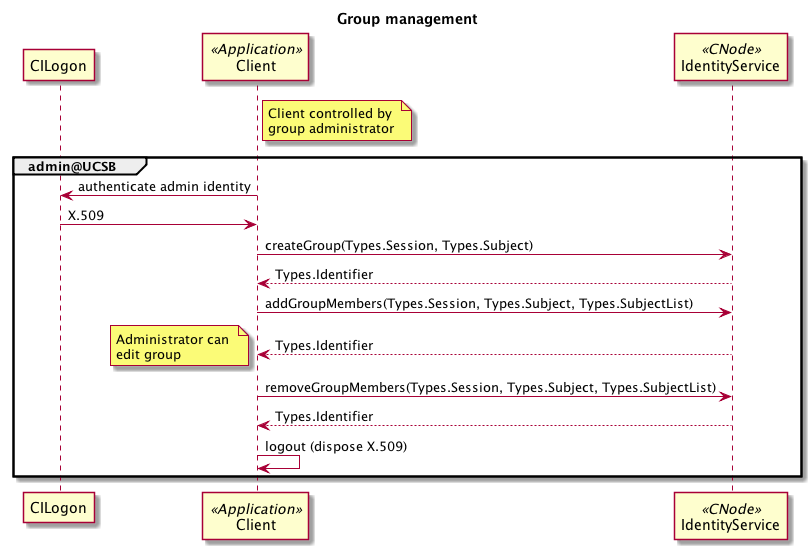 Group management
CILogon
«Application»
Client
«CNode»
IdentityService
Client controlled by
group administrator
admin@UCSB
authenticate admin identity
X.509
createGroup(Types.Session, Types.Subject)
Types.Identifier
addGroupMembers(Types.Session, Types.Subject, Types.SubjectList)
Administrator can
edit group
Types.Identifier
removeGroupMembers(Types.Session, Types.Subject, Types.SubjectList)
Types.Identifier
logout (dispose X.509)
CILogon
«Application»
Client
«CNode»
IdentityService